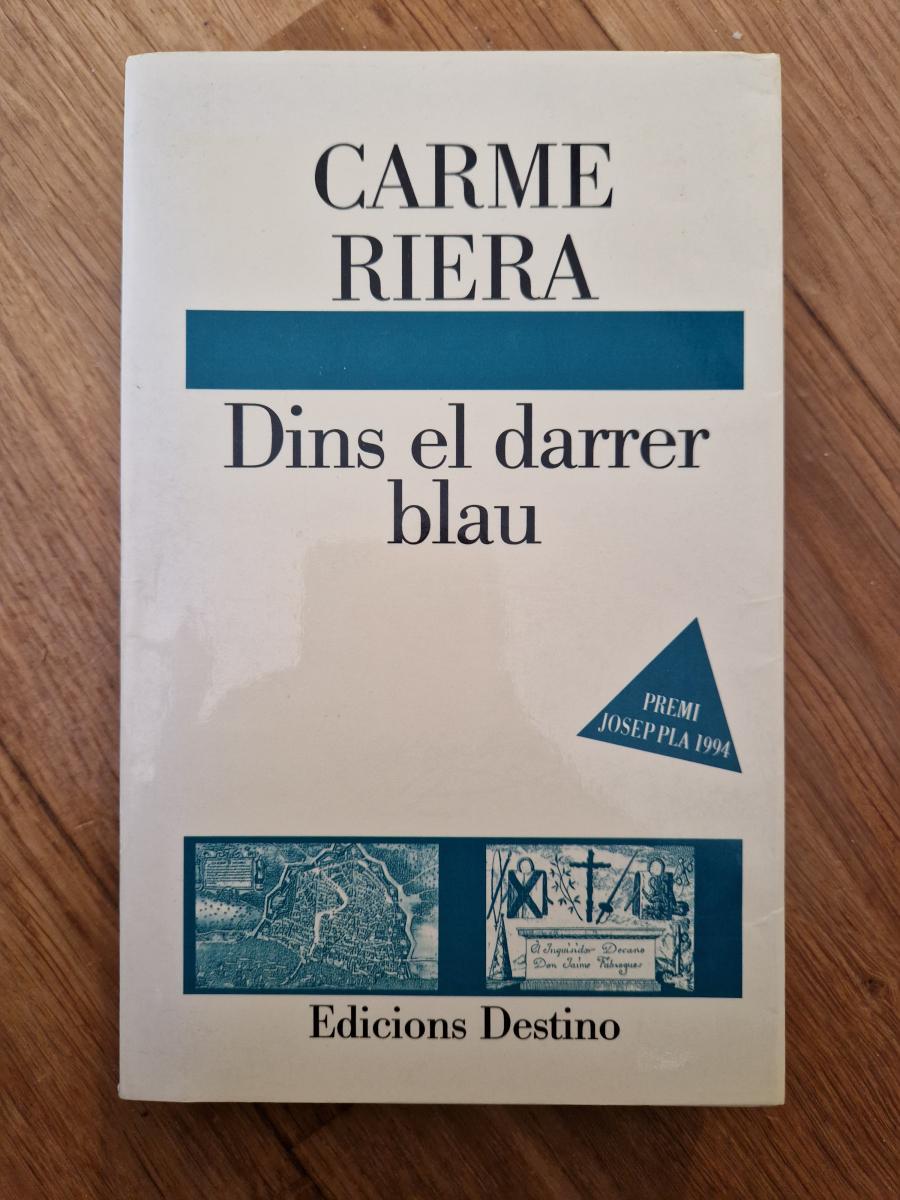 CARME
RIERA
Dins el darrer
blau
PREMI
JOSEP PLA 1994
El Inquisidor Decano
Don Jaime Fabregues
Edicions Destino